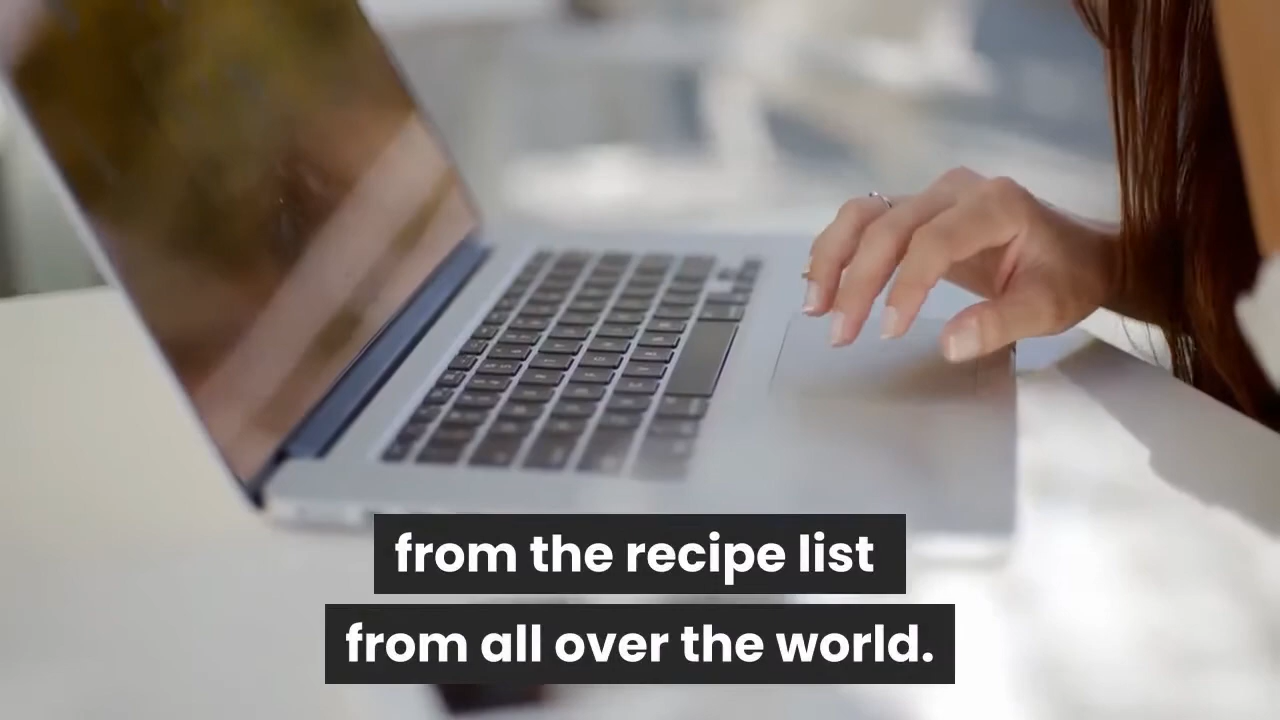 from the recipe list
from all over the world.